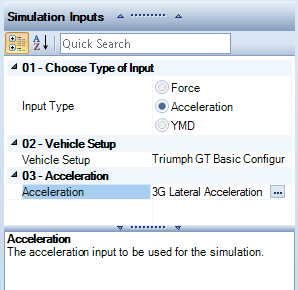 Simulation Inputs
Quick Search
01 - Choose Type of Input
Force
Input Type
Acceleration
YMD
02 - Vehicle Setup
Vehicle Setup Triumph GT Basic Configur
03 - Acceleration
Acceleration 3G Lateral Acceleration ...
Acceleration
The acceleration input to be used for the simulation.